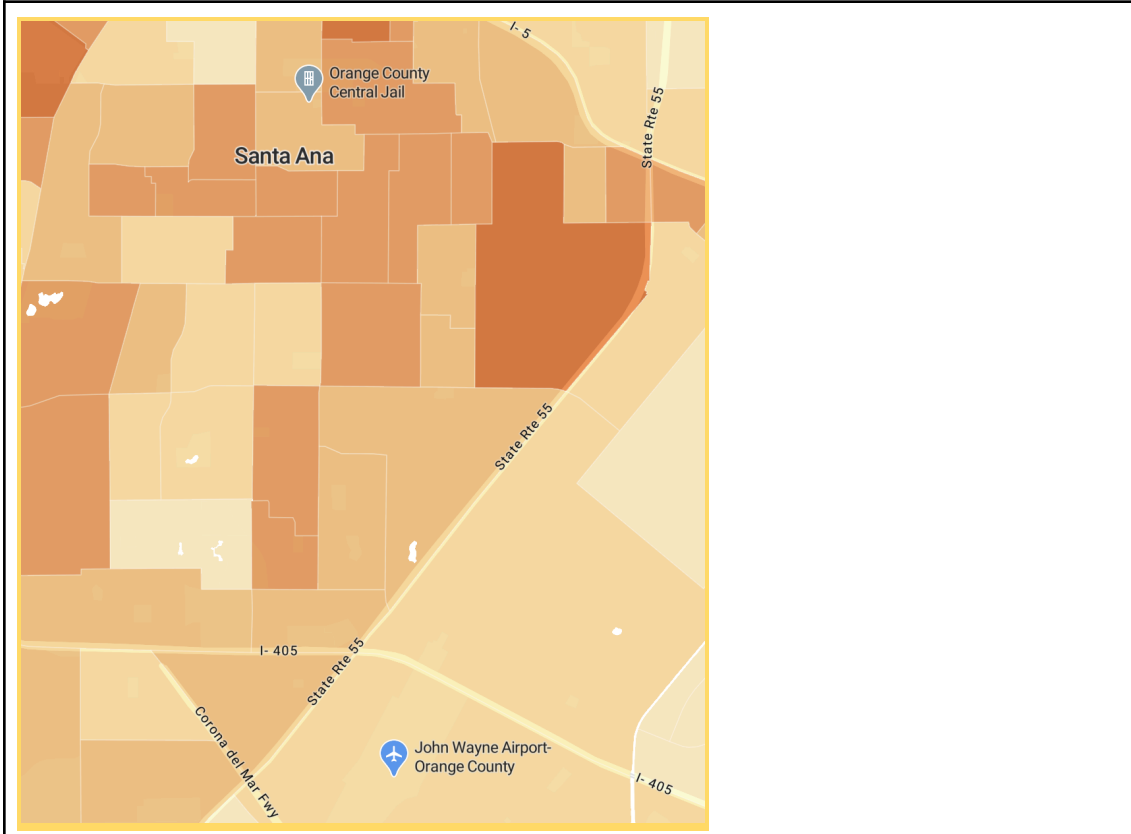 I- 5
Orange County
Central Jail
State Rte 55
Santa Ana
State Rte 55
I- 405
State Rte 55
Corona del Mar Fwy
John Wayne Airport-
Orange County
I- 405